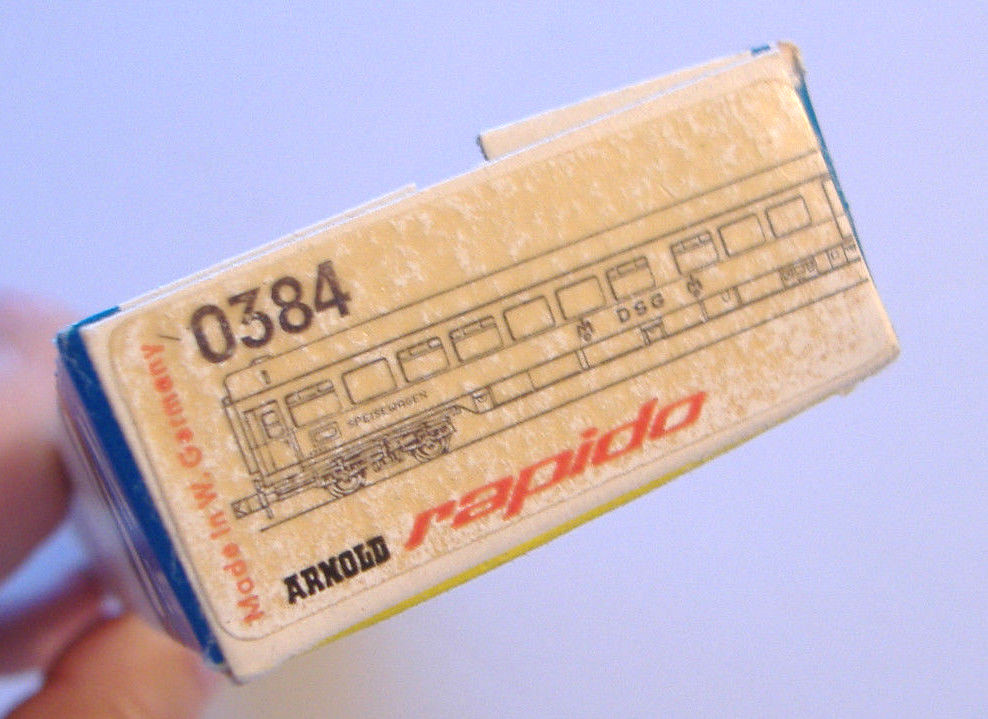 0384
Made in W. Germany
SPEISEWAGEN
DSG
ARNOLD rapido